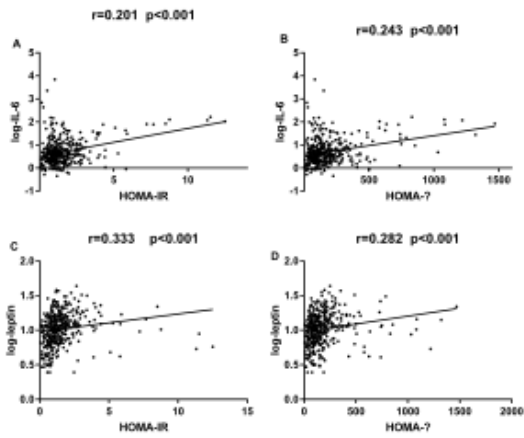 r=0.201 p<0.001
r=0.243 p<0.001
A
B
log-IL-6
5
4
3
2
1
0
-1
5
10
HOMA-IR
log-IL-6
5
4
3
2
1
0
-1
500
1000
1500
HOMA-?
C
r=0.333 p<0.001
D
r=0.282 p<0.001
log-leptin
2.0
1.5
1.0
0.5
0.0
0
5
10
15
HOMA-IR
log-leptin
2.0
1.5
1.0
0.5
0.0
0
500
1000
1500
2000
HOMA-?